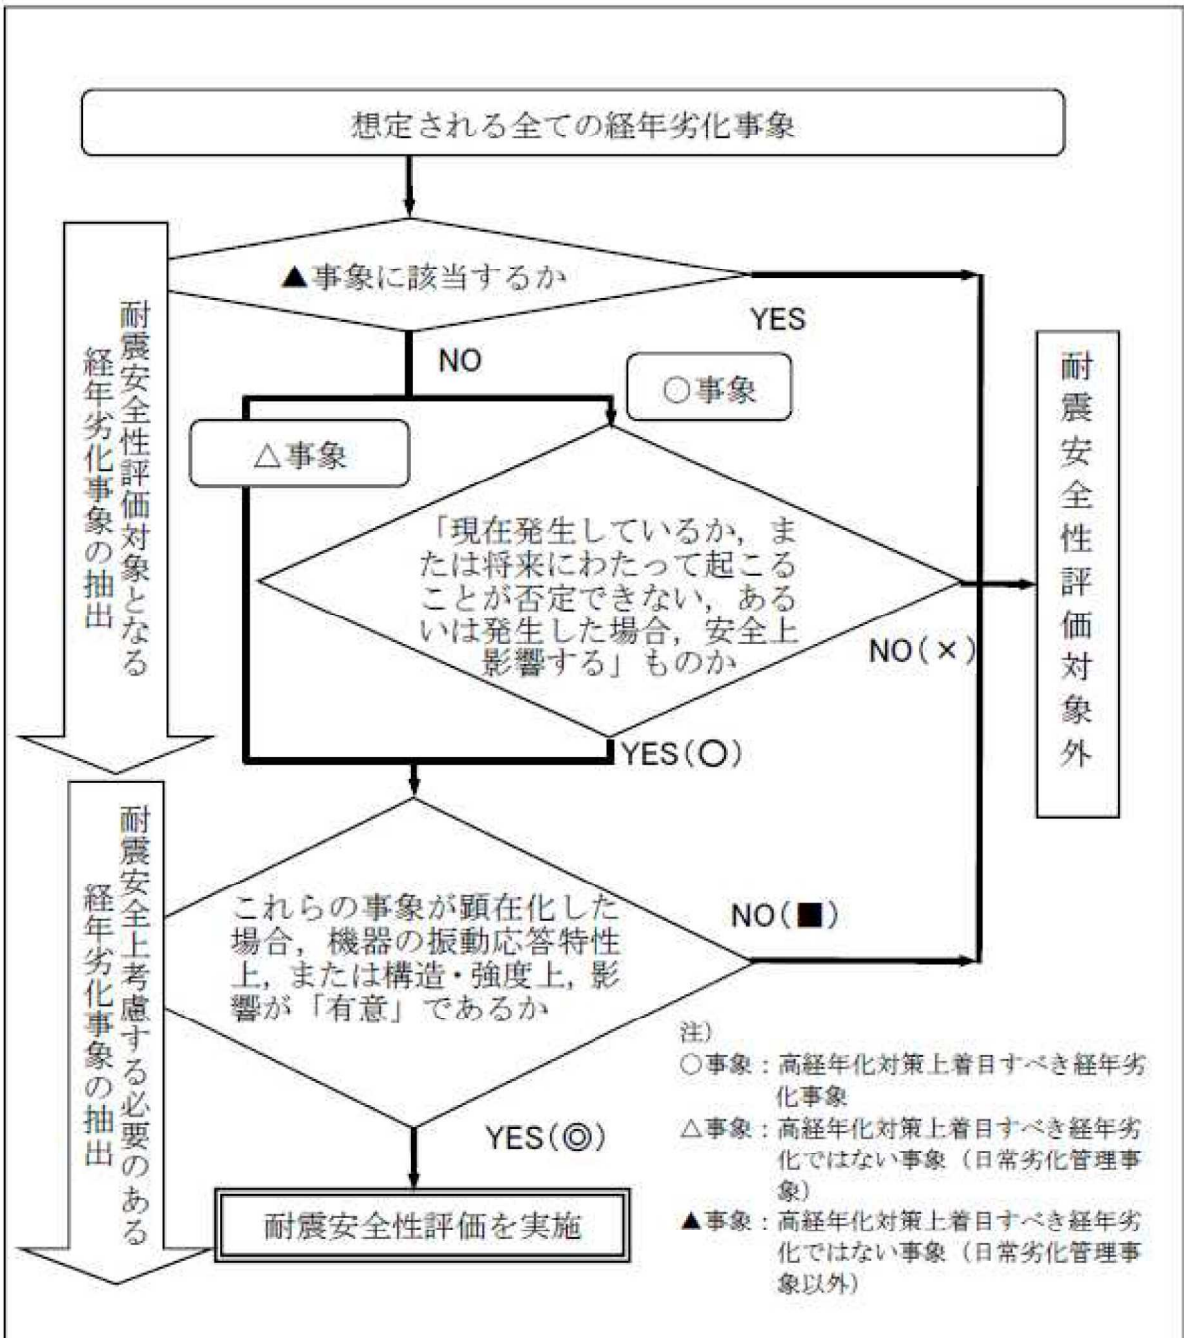 想定される全ての経年劣化事象
▲事象に該当するか
YES
NO
○事象
△事象
「現在発生しているか，ま
たは将来にわたって起こる
ことが否定できない，ある
いは発生した場合，安全上
影響する」ものか
NO(×)
YES(○)
耐震安全性評価対象外
耐震安全性評価対象となる
経年劣化事象の抽出
これらの事象が顕在化した
場合，機器の振動応答特性
上，または構造・強度上，影
響が「有意」であるか
NO(■)
YES(◎)
耐震安全性評価を実施
耐震安全上考慮する必要のある
経年劣化事象の抽出
注）
○事象：高経年化対策上着目すべき経年劣
化事象
△事象：高経年化対策上着目すべき経年劣
化ではない事象（日常劣化管理事
象）
▲事象：高経年化対策上着目すべき経年劣
化ではない事象（日常劣化管理事
象以外）